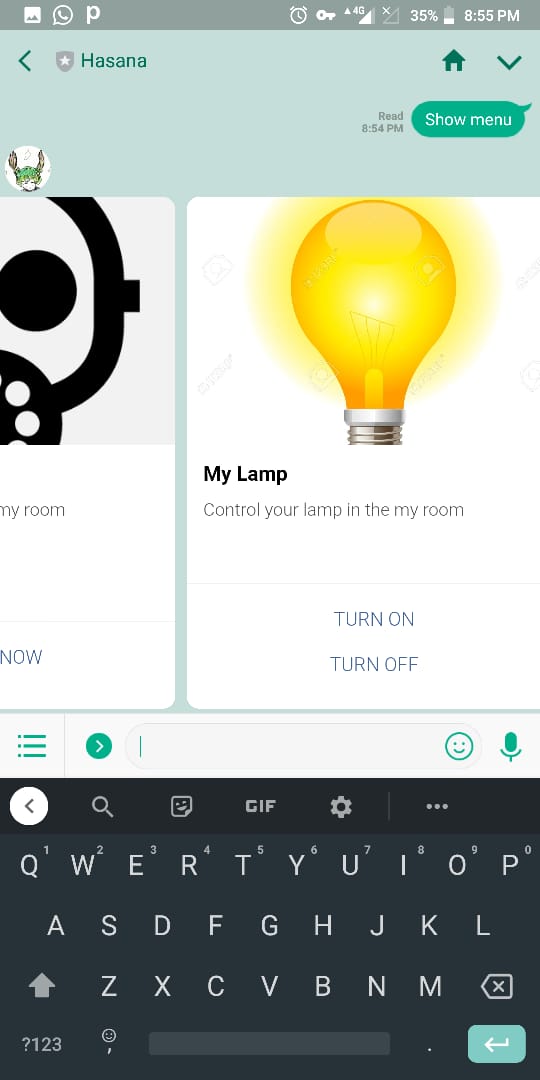 4G 35% 8:55 PM
Hasana
Read
8:54 PM
Show menu
My Lamp
my room
Control your lamp in the my room
TURN ON
NOW
TURN OFF
GIF
1 2 3 4 5 6 7 8 9 0
Q W E R T Y U I O P
A S D F G H J K L
Z X C V B N M
?123 , .